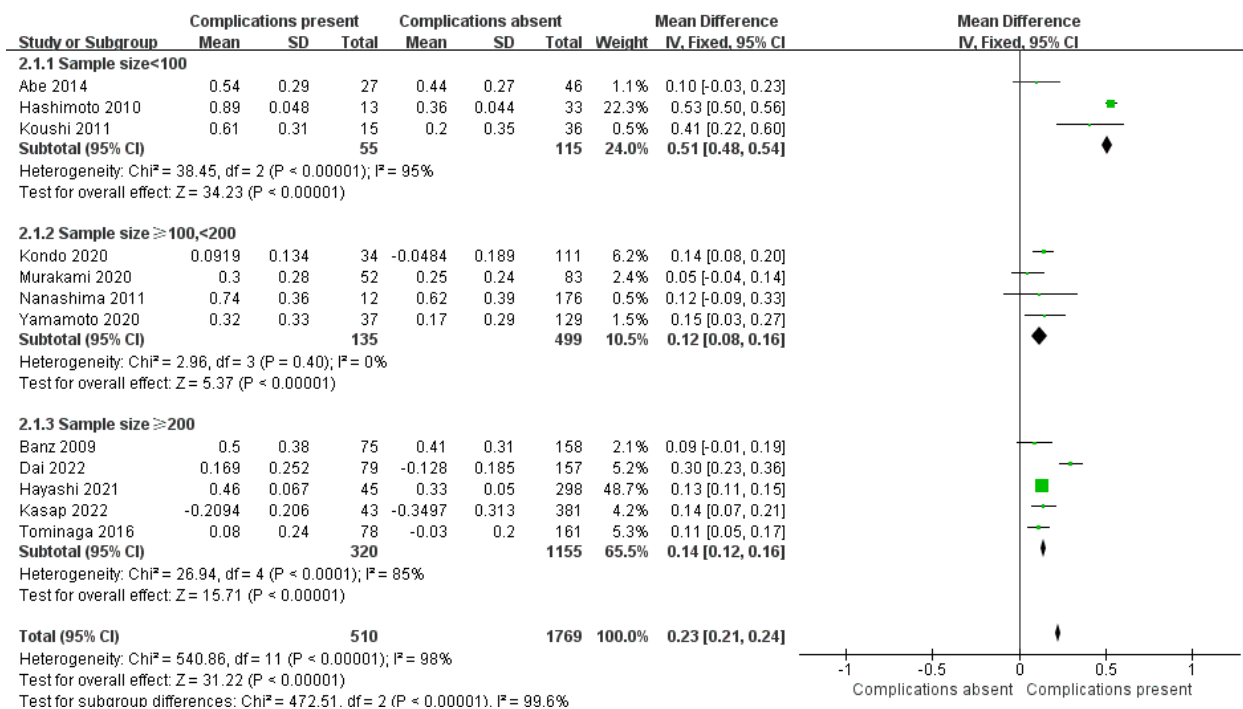 Complications present Complications absent Mean Difference Mean Difference
Study or Subgroup Mean SD Total Mean SD Total Weight IV, Fixed, 95% CI IV, Fixed, 95% CI
2.1.1 Sample size<100
Abe 2014 0.54 0.29 27 0.44 0.27 46 1.1% 0.10 [-0.03, 0.23]
Hashimoto 2010 0.89 0.048 13 0.36 0.044 33 22.3% 0.53 [0.50, 0.56]
Koushi 2011 0.61 0.31 15 0.2 0.35 36 0.5% 0.41 [0.22, 0.60]
Subtotal (95% CI) 55 115 24.0% 0.51 [0.48, 0.54]
Heterogeneity: Chi² = 38.45, df = 2 (P < 0.00001); I² = 95%
Test for overall effect: Z = 34.23 (P < 0.00001)
2.1.2 Sample size≥100,<200
Kondo 2020 0.0919 0.134 34 -0.0484 0.189 111 6.2% 0.14 [0.08, 0.20]
Murakami 2020 0.3 0.28 52 0.25 0.24 83 2.4% 0.05 [-0.04, 0.14]
Nanashima 2011 0.74 0.36 12 0.62 0.39 176 0.5% 0.12 [-0.09, 0.33]
Yamamoto 2020 0.32 0.33 37 0.17 0.29 129 1.5% 0.15 [0.03, 0.27]
Subtotal (95% CI) 135 499 10.5% 0.12 [0.08, 0.16]
Heterogeneity: Chi² = 2.96, df = 3 (P = 0.40); I² = 0%
Test for overall effect: Z = 5.37 (P < 0.00001)
2.1.3 Sample size≥200
Banz 2009 0.5 0.38 75 0.41 0.31 158 2.1% 0.09 [-0.01, 0.19]
Dai 2022 0.169 0.252 79 -0.128 0.185 157 5.2% 0.30 [0.23, 0.36]
Hayashi 2021 0.46 0.067 45 0.33 0.05 298 48.7% 0.13 [0.11, 0.15]
Kasap 2022 -0.2094 0.206 43 -0.3497 0.313 381 4.2% 0.14 [0.07, 0.21]
Tominaga 2016 0.08 0.24 78 -0.03 0.2 161 5.3% 0.11 [0.05, 0.17]
Subtotal (95% CI) 320 1155 65.5% 0.14 [0.12, 0.16]
Heterogeneity: Chi² = 26.94, df = 4 (P < 0.0001); I² = 85%
Test for overall effect: Z = 15.71 (P < 0.00001)
Total (95% CI) 510 1769 100.0% 0.23 [0.21, 0.24]
Heterogeneity: Chi² = 540.86, df = 11 (P < 0.00001); I² = 98%
Test for overall effect: Z = 31.22 (P < 0.00001)
Test for subgroup differences: Chi² = 472.51, df = 2 (P < 0.00001), I² = 99.6%
-1 -0.5 0 0.5 1
Complications absent Complications present